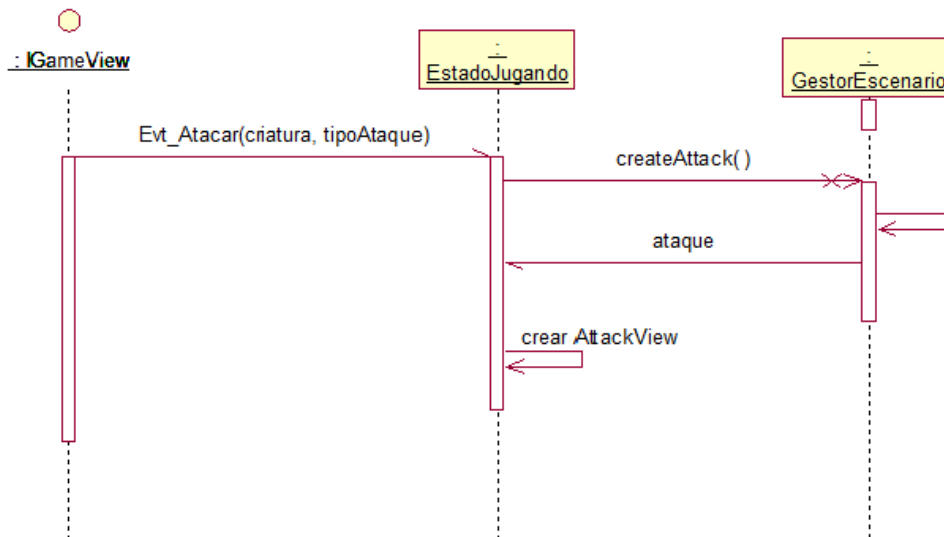 : IGameView
:
EstadoJugando
:
GestorEscenario
Evt_Atacar(criatura, tipoAtaque)
createAttack( )
ataque
crear AttackView